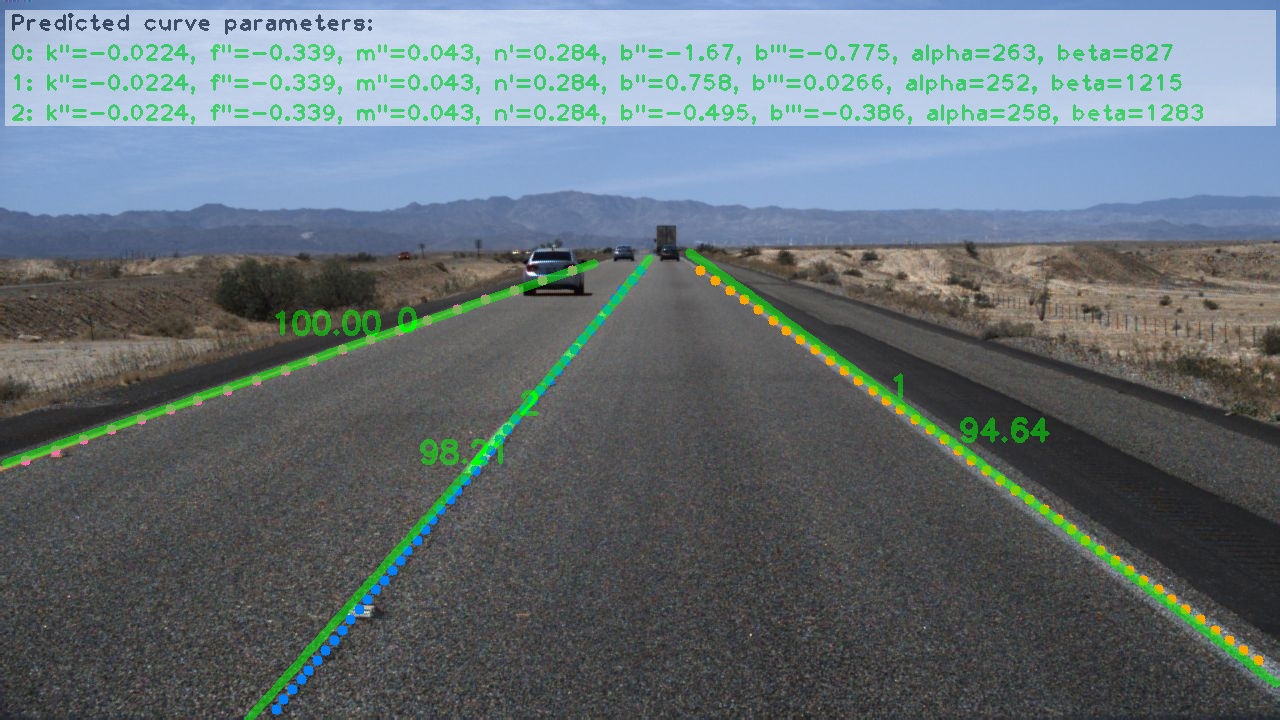 Predicted curve parameters:
0: k''=-0.0224, f''=-0.339, m''=0.043, n'=0.284, b''=-1.67, b'''=-0.775, alpha=263, beta=827
1: k''=-0.0224, f''=-0.339, m''=0.043, n'=0.284, b''=0.758, b'''=0.0266, alpha=252, beta=1215
2: k''=-0.0224, f''=-0.339, m''=0.043, n'=0.284, b''=-0.495, b'''=-0.386, alpha=258, beta=1283
100.00 0
1
2
94.64
98.21